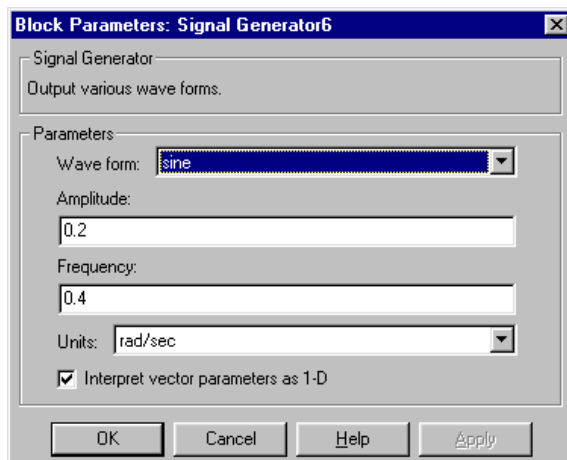 Block Parameters: Signal Generator6
Signal Generator
Output various wave forms.
Parameters
Wave form: sine
Amplitude:
0.2
Frequency:
0.4
Units: rad/sec
Interpret vector parameters as 1-D
OK Cancel Help Apply